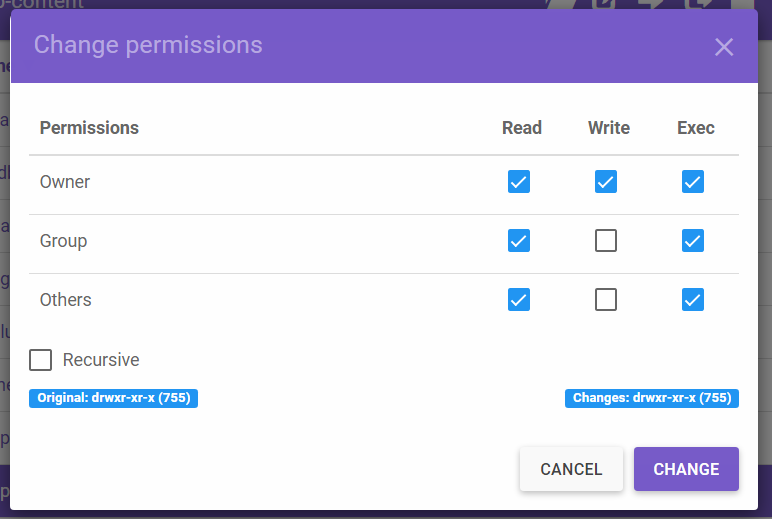 Change permissions
Permissions Read Write Exec
Owner
Group
Others
Recursive
Original: drwxr-xr-x (755) Changes: drwxr-xr-x (755)
CANCEL CHANGE